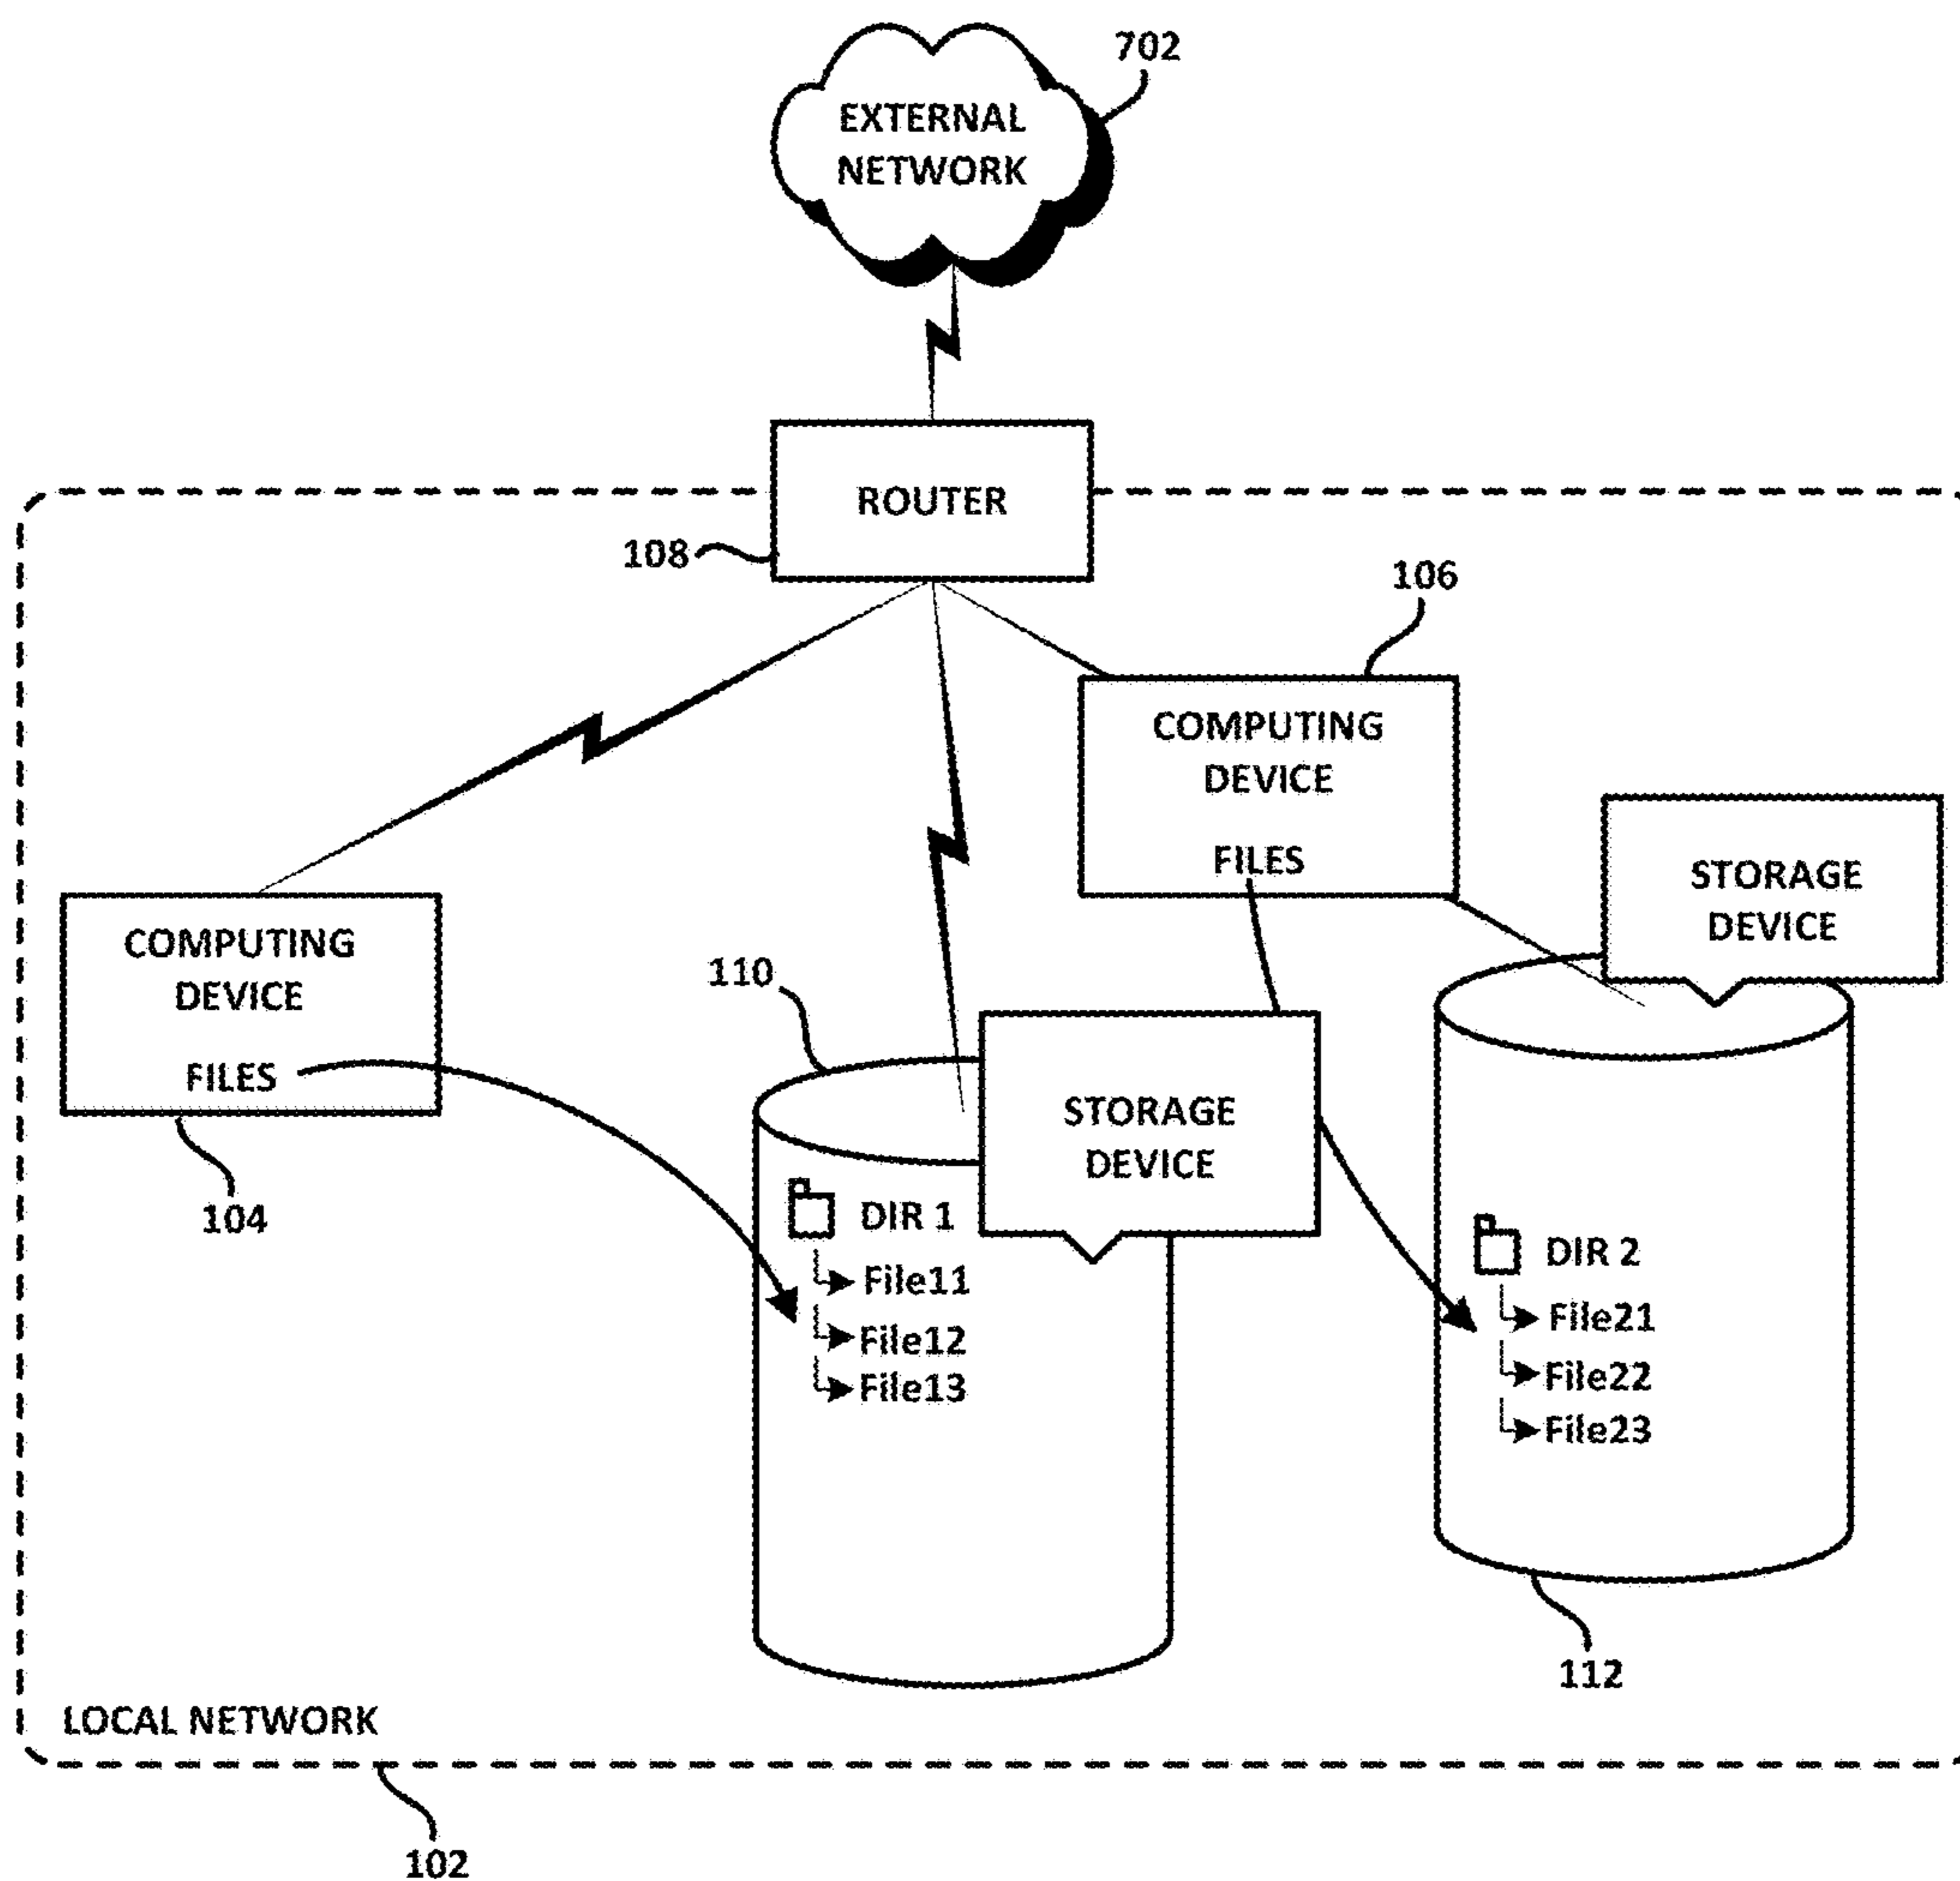 702
EXTERNAL
NETWORK
ROUTER
108
106
COMPUTING
DEVICE
FILES
STORAGE
DEVICE
COMPUTING
DEVICE
FILES
104
110
STORAGE
DEVICE
DIR 1
File11
File12
File13
DIR 2
File21
File22
File23
112
LOCAL NETWORK
102